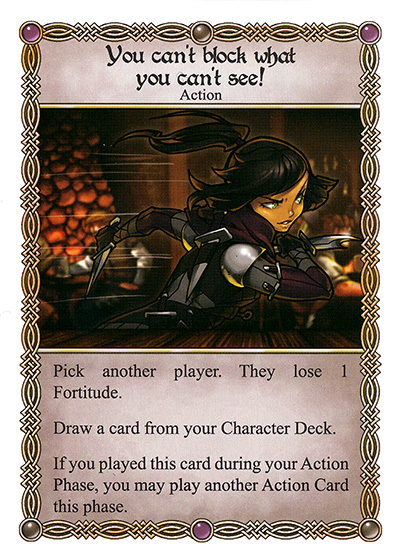 You can't block what
you can't see!
Action
Pick another player. They lose 1
Fortitude.
Draw a card from your Character Deck.
If you played this card during your Action
Phase, you may play another Action Card
this phase.